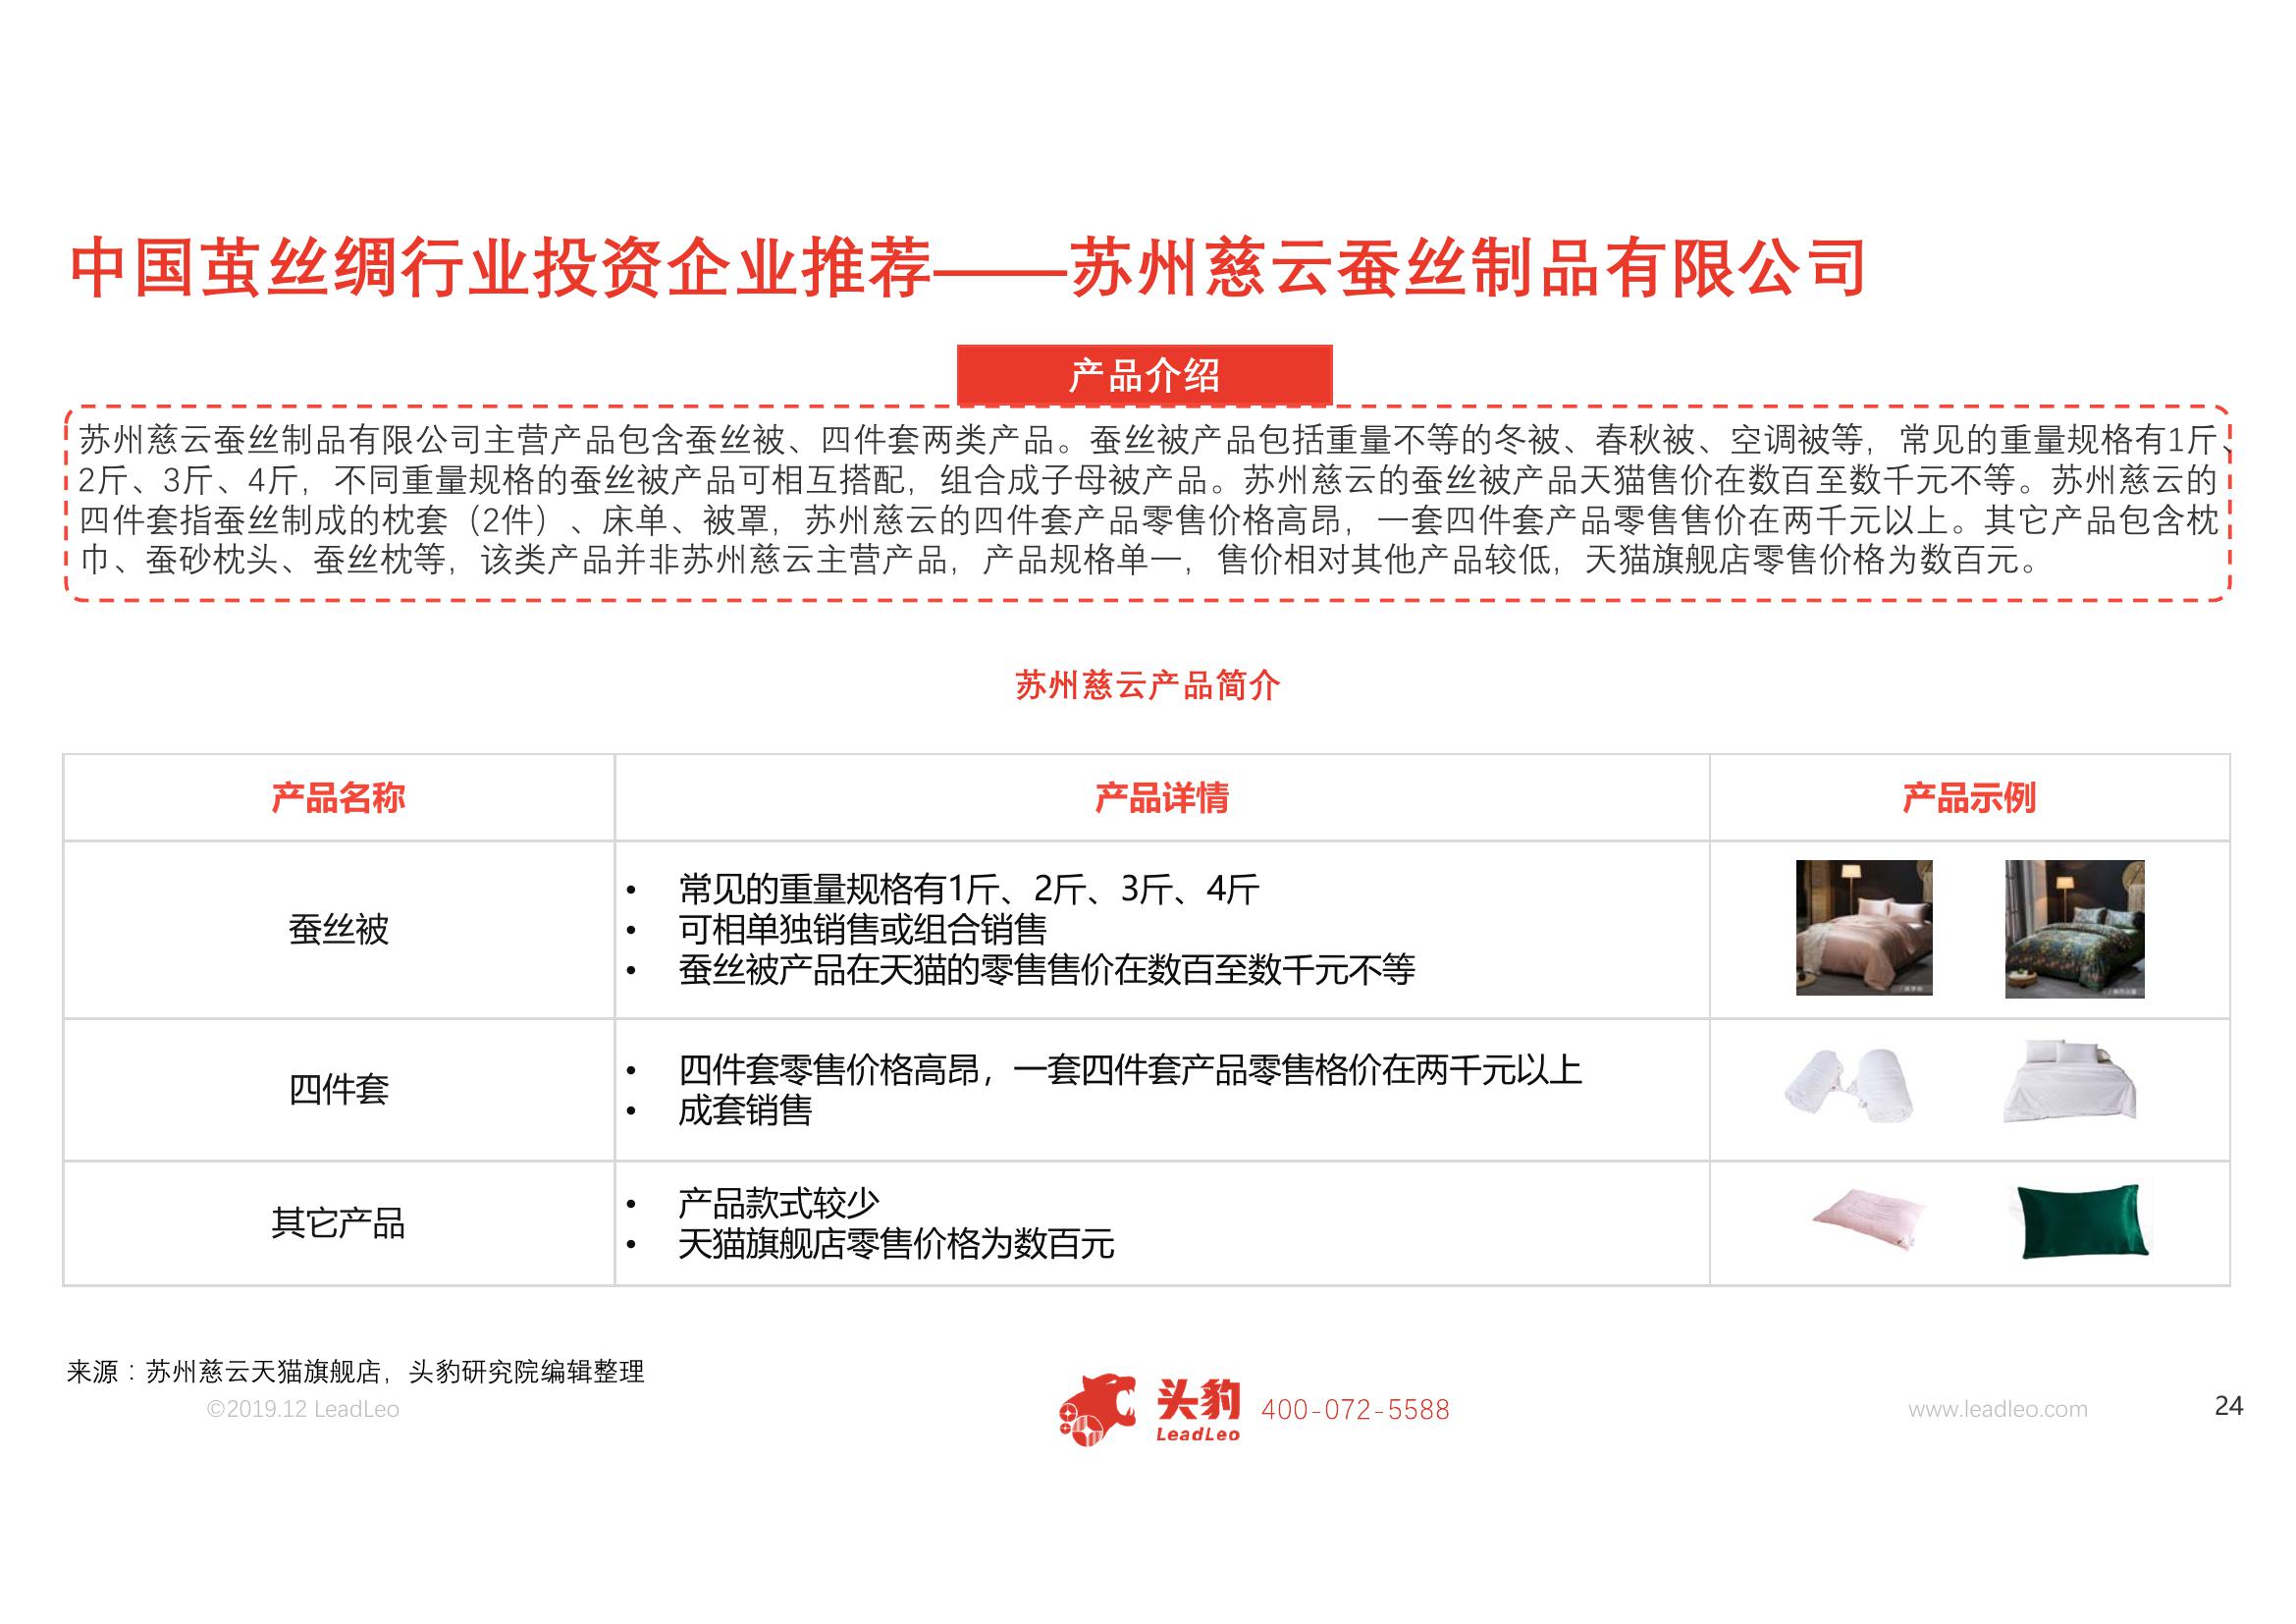 中国茧丝绸行业投资企业推荐——苏州慈云蚕丝制品有限公司
产品介绍
苏州慈云蚕丝制品有限公司主营产品包含蚕丝被、四件套两类产品。蚕丝被产品包括重量不等的冬被、春秋被、空调被等，常见的重量规格有1斤、
2斤、3斤、4斤，不同重量规格的蚕丝被产品可相互搭配，组合成子母被产品。苏州慈云的蚕丝被产品天猫售价在数百至数千元不等。苏州慈云的
四件套指蚕丝制成的枕套（2件）、床单、被罩，苏州慈云的四件套产品零售价格高昂，一套四件套产品零售售价在两千元以上。其它产品包含枕
巾、蚕砂枕头、蚕丝枕等，该类产品并非苏州慈云主营产品，产品规格单一，售价相对其他产品较低，天猫旗舰店零售价格为数百元。
苏州慈云产品简介
产品名称 产品详情 产品示例
蚕丝被
• 常见的重量规格有1斤、2斤、3斤、4斤
• 可相单独销售或组合销售
• 蚕丝被产品在天猫的零售售价在数百至数千元不等
四件套
• 四件套零售价格高昂，一套四件套产品零售格价在两千元以上
• 成套销售
其它产品
• 产品款式较少
• 天猫旗舰店零售价格为数百元
来源：苏州慈云天猫旗舰店，头豹研究院编辑整理
©2019.12 LeadLeo
头豹
LeadLeo
400-072-5588
www.leadleo.com
24